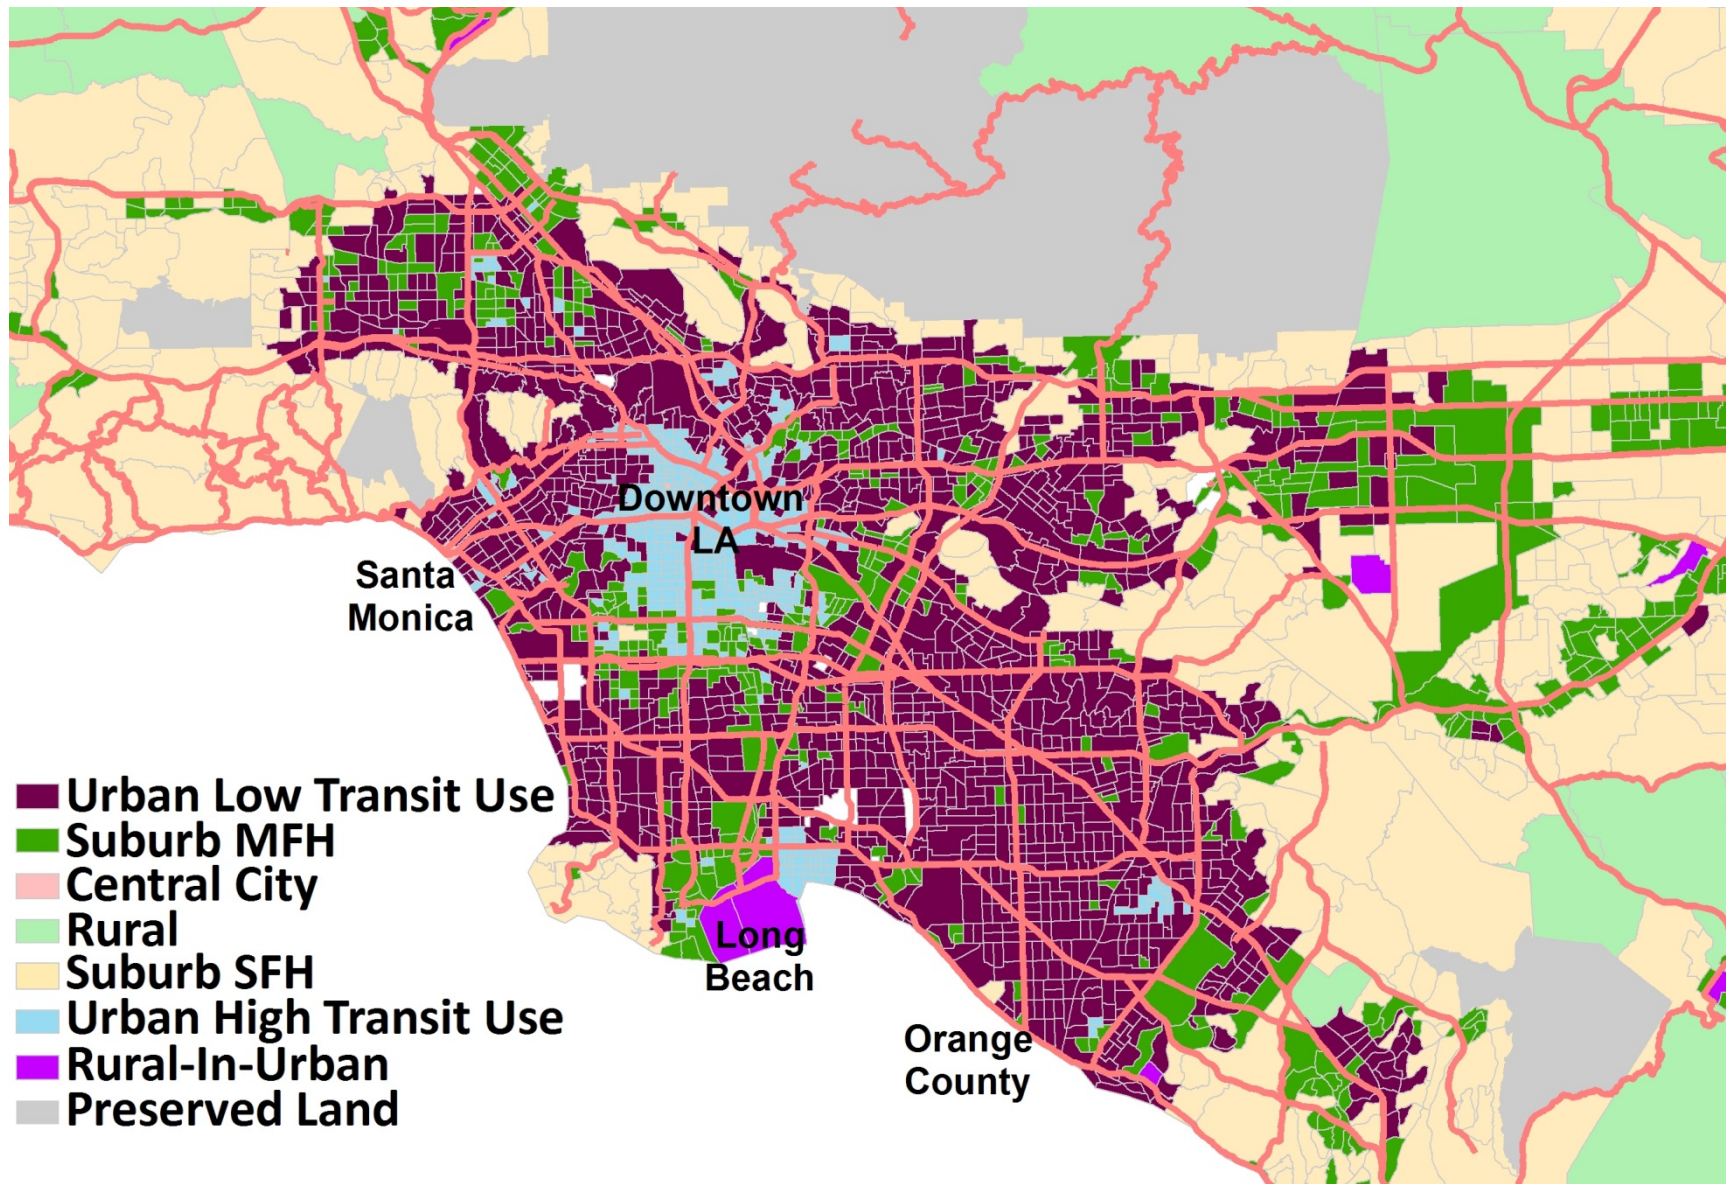 Downtown
LA
Santa
Monica
Long
Beach
Orange
County
Urban Low Transit Use
Suburb MFH
Central City
Rural
Suburb SFH
Urban High Transit Use
Rural-In-Urban
Preserved Land